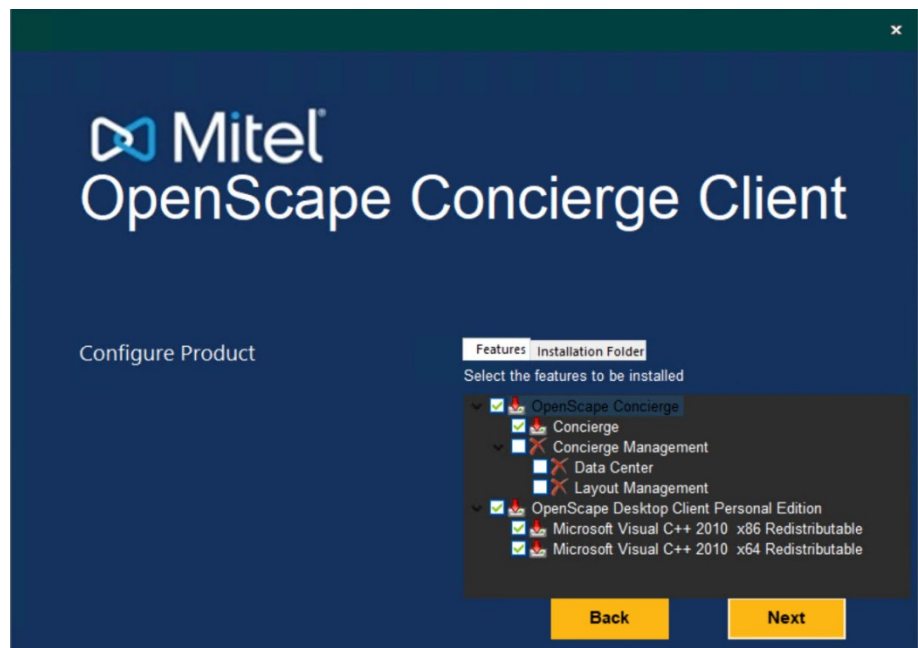 Mitel®
OpenScape Concierge Client
Configure Product
Features Installation Folder
Select the features to be installed
OpenScape Concierge
Concierge
Concierge Management
Data Center
Layout Management
OpenScape Desktop Client Personal Edition
Microsoft Visual C++ 2010 x86 Redistributable
Microsoft Visual C++ 2010 x64 Redistributable
Back Next